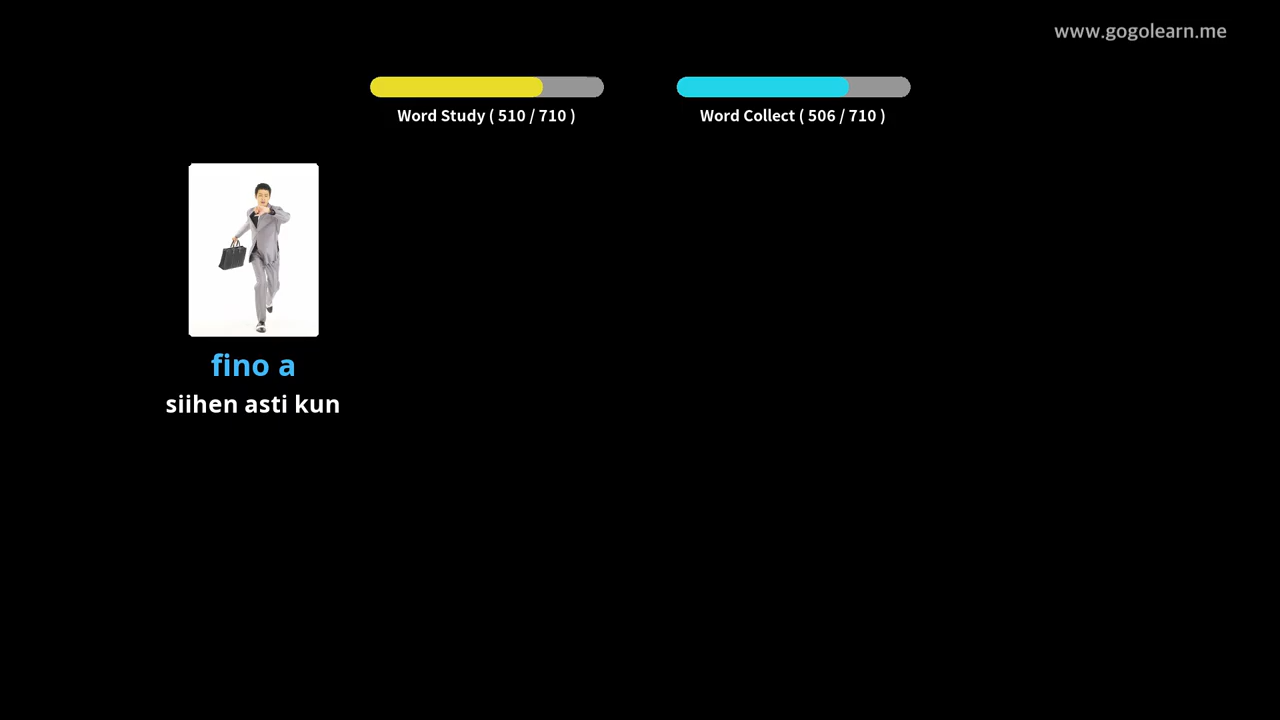 www.gogolearn.me
Word Study ( 510 / 710 )
Word Collect ( 506 / 710 )
fino a
siihen asti kun